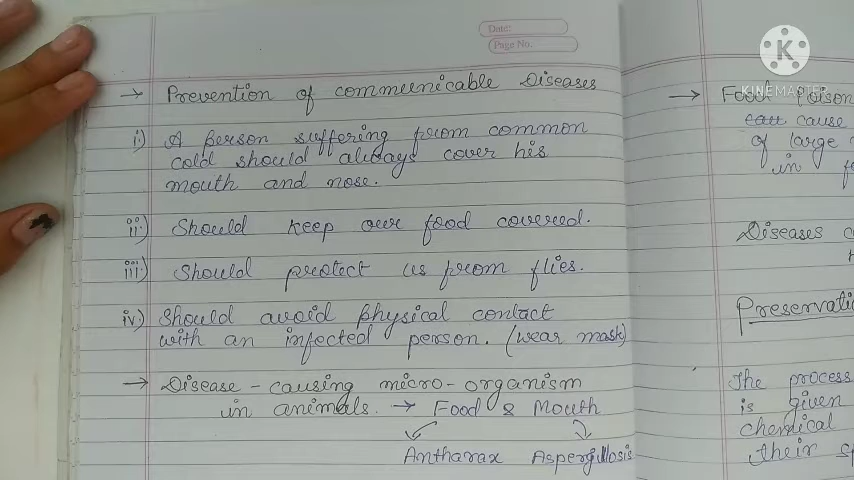 Date:
Page No.
K
KINEMASTER
→ Prevention of communicable Diseases
i) A person suffering from common
cold should always cover his
mouth and nose.
ii) Should keep our food covered.
iii) Should protect us from flies.
iv) Should avoid physical contact
with an infected person. (wear mask)
→ Disease-causing micro-organism
in animals. → Food & Mouth
Antharax Aspergillosis
→ Food Poison
cause
of large
in
Diseases
Preservati
The process
is given
chemical
their sp